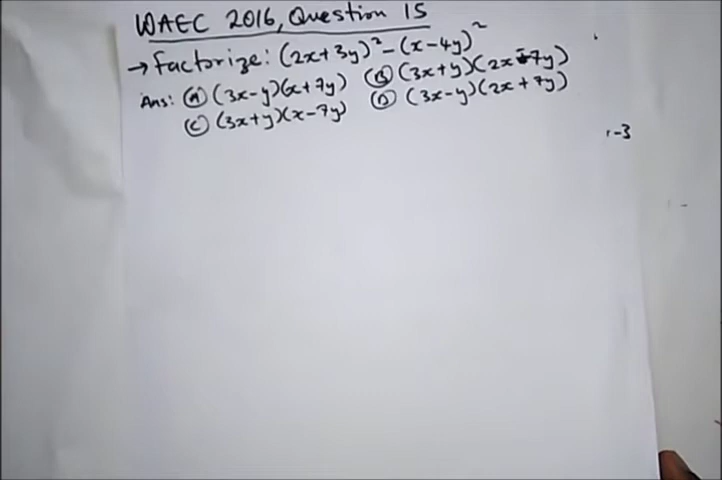 WAEC 2016, Question 15
→ Factorize: (2x+3y)² - (x-4y)²
Ans: Ⓐ (3x-y)(x+7y) Ⓑ (3x+y)(2x-7y)
Ⓒ (3x+y)(x-7y) Ⓓ (3x-y)(2x+7y)
-3